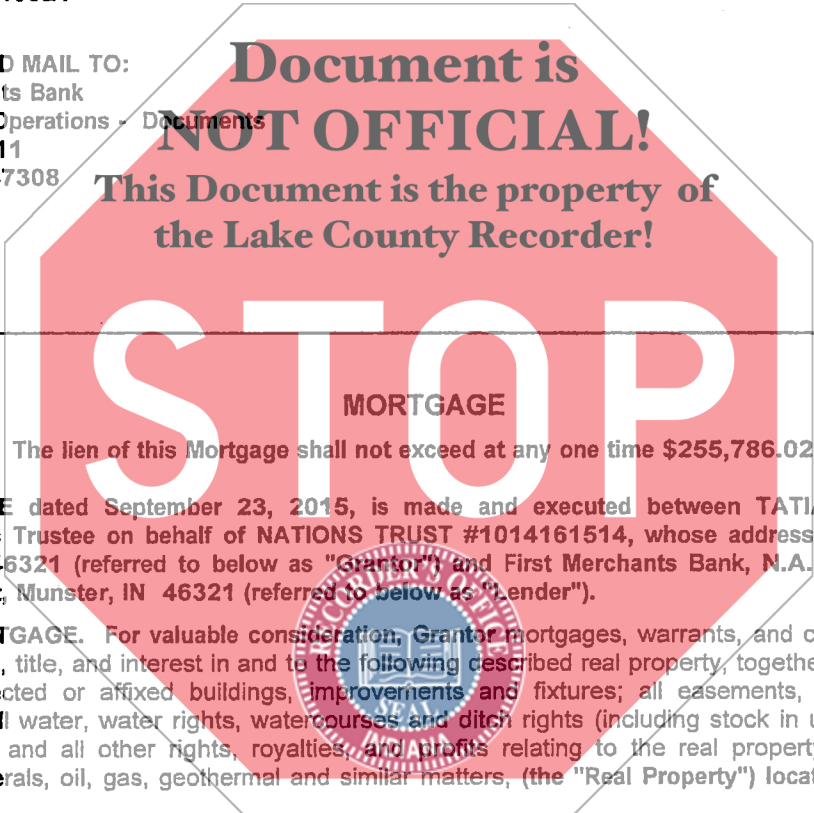 D MAIL TO:
ts Bank
Operations - Documents
11
7308
Document is
NOT OFFICIAL!
This Document is the property of
the Lake County Recorder!
STOP
MORTGAGE
The lien of this Mortgage shall not exceed at any one time $255,786.02
E dated September 23, 2015, is made and executed between TATI
s Trustee on behalf of NATIONS TRUST #1014161514, whose address
46321 (referred to below as "Grantor") and First Merchants Bank, N.A.
, Munster, IN 46321 (referred to below as "Lender").
TGAGE. For valuable consideration, Grantor mortgages, warrants, and c
, title, and interest in and to the following described real property, togethe
cted or affixed buildings, improvements and fixtures; all easements,
l water, water rights, watercourses and ditch rights (including stock in u
and all other rights, royalties, and profits relating to the real property
erals, oil, gas, geothermal and similar matters, (the "Real Property") locat
RECORDER'S OFFICE
SEAL
INDIANA